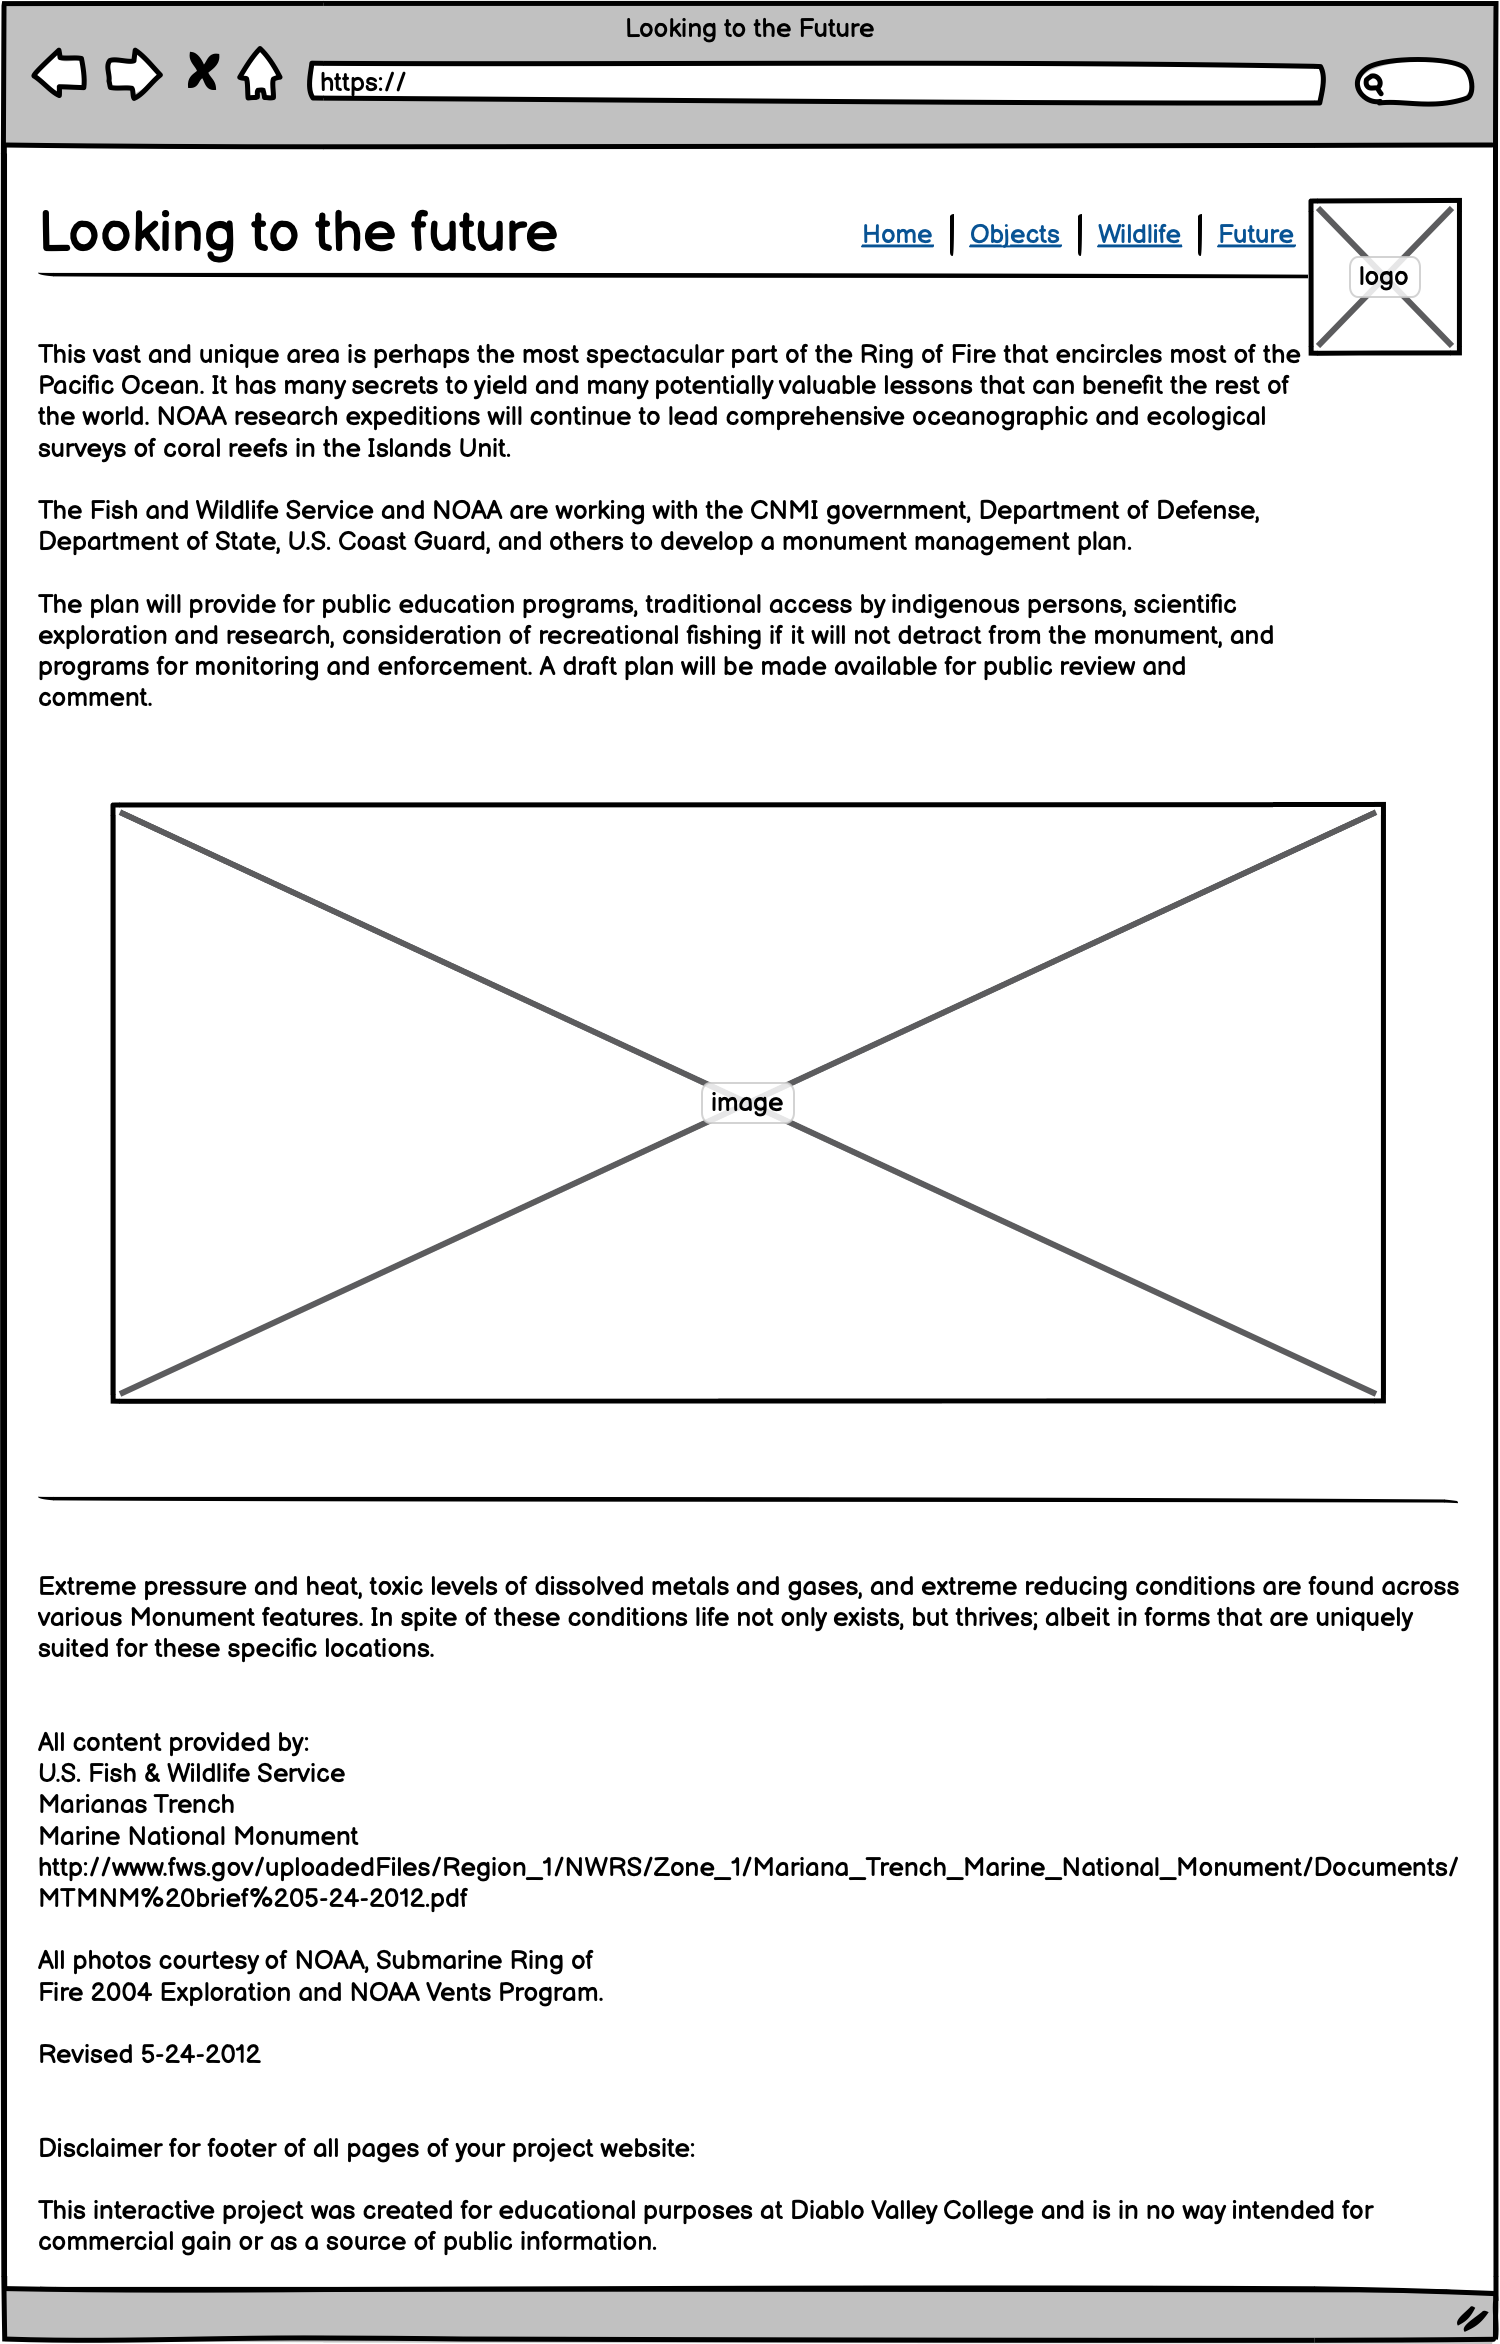 Looking to the Future
https://
Looking to the future
Home Objects Wildlife Future
logo
This vast and unique area is perhaps the most spectacular part of the Ring of Fire that encircles most of the
Pacific Ocean. It has many secrets to yield and many potentially valuable lessons that can benefit the rest of
the world. NOAA research expeditions will continue to lead comprehensive oceanographic and ecological
surveys of coral reefs in the Islands Unit.
The Fish and Wildlife Service and NOAA are working with the CNMI government, Department of Defense,
Department of State, U.S. Coast Guard, and others to develop a monument management plan.
The plan will provide for public education programs, traditional access by indigenous persons, scientific
exploration and research, consideration of recreational fishing if it will not detract from the monument, and
programs for monitoring and enforcement. A draft plan will be made available for public review and
comment.
image
Extreme pressure and heat, toxic levels of dissolved metals and gases, and extreme reducing conditions are found across
various Monument features. In spite of these conditions life not only exists, but thrives; albeit in forms that are uniquely
suited for these specific locations.
All content provided by:
U.S. Fish & Wildlife Service
Marianas Trench
Marine National Monument
http://www.fws.gov/uploadedFiles/Region_1/NWRS/Zone_1/Mariana_Trench_Marine_National_Monument/Documents/
MTMNM%20brief%205-24-2012.pdf
All photos courtesy of NOAA, Submarine Ring of
Fire 2004 Exploration and NOAA Vents Program.
Revised 5-24-2012
Disclaimer for footer of all pages of your project website:
This interactive project was created for educational purposes at Diablo Valley College and is in no way intended for
commercial gain or as a source of public information.